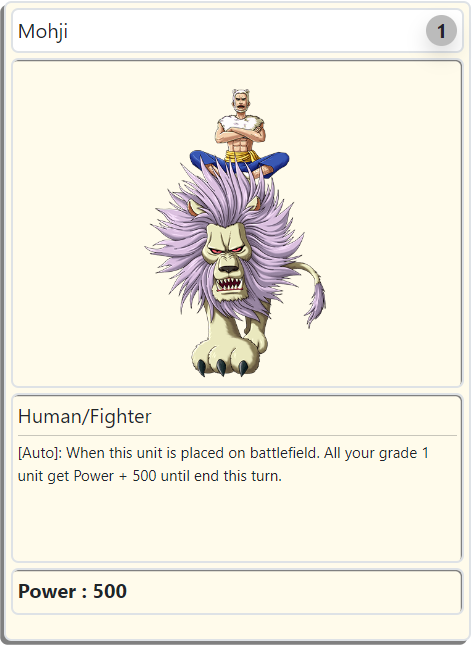 Mohji
1
Human/Fighter
[Auto]: When this unit is placed on battlefield. All your grade 1
unit get Power + 500 until end this turn.
Power : 500